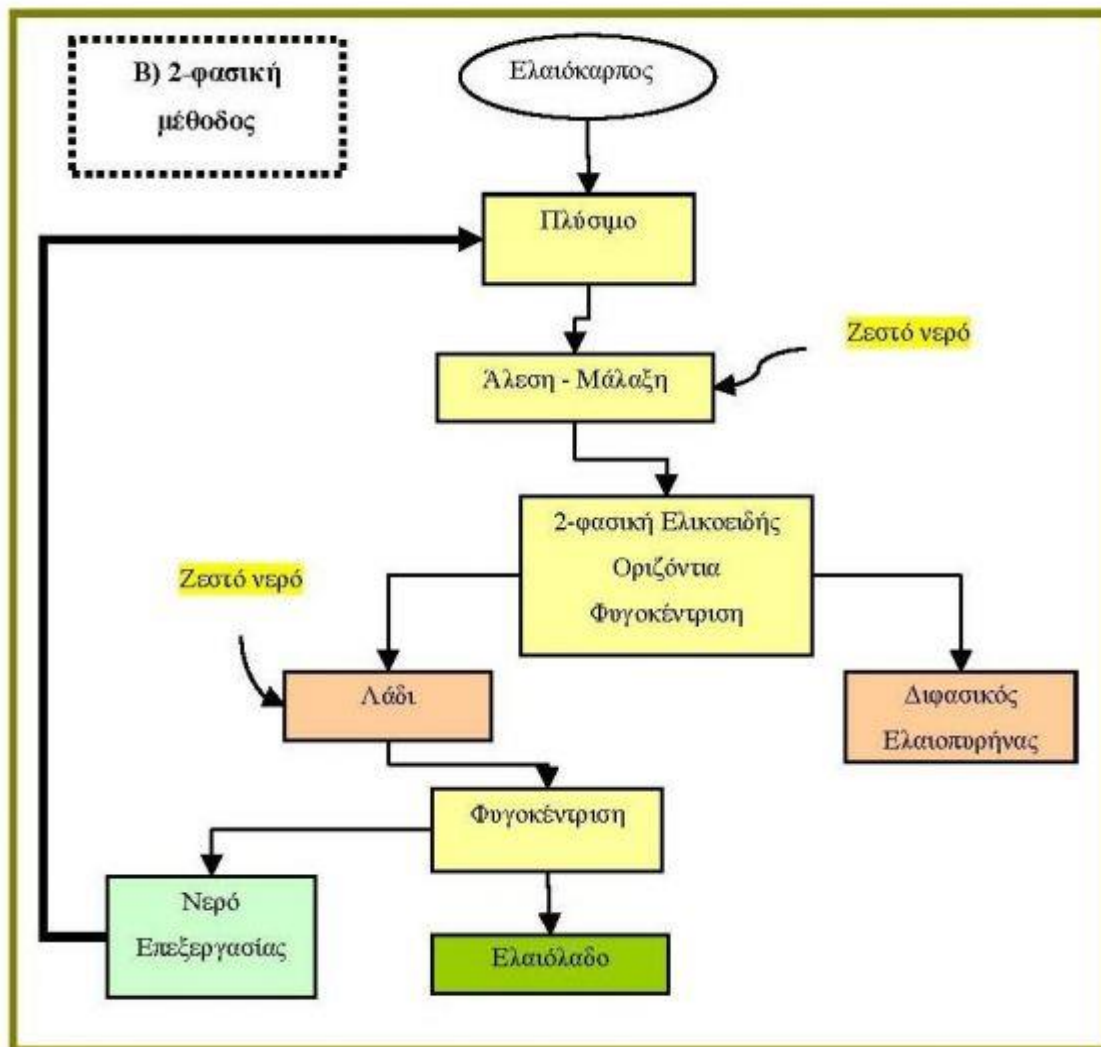 Β) 2-φασική
μέθοδος
Ελαιόκαρπος
Πλύσιμο
Ζεστό νερό
Άλεση - Μάλαξη
2-φασική Ελικοειδής
Οριζόντια
Φυγοκέντριση
Ζεστό νερό
Λάδι
Διφασικός
Ελαιοπυρήνας
Φυγοκέντριση
Νερό
Επεξεργασίας
Ελαιόλαδο